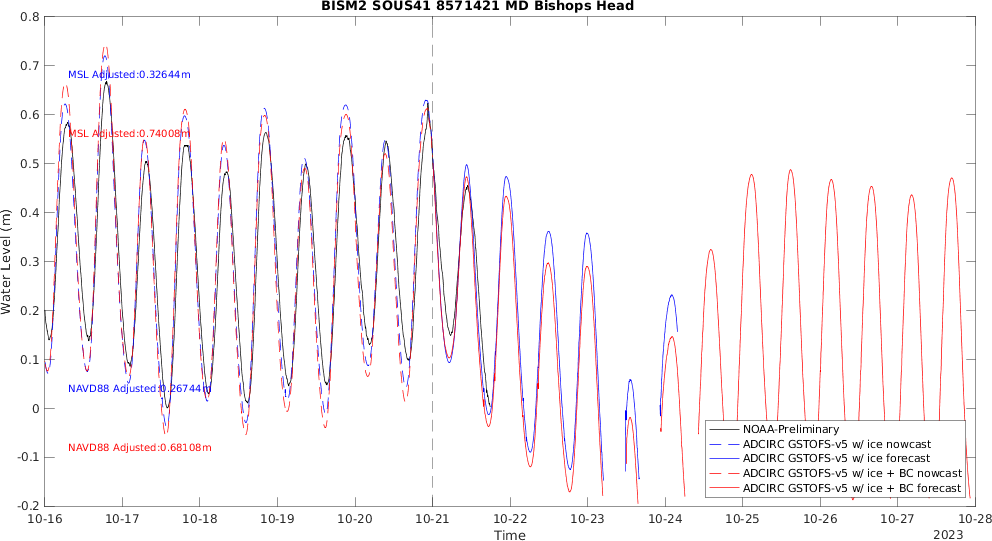 BISM2 SOUS41 8571421 MD Bishops Head
Water Level (m)
0.8
0.7
0.6
0.5
0.4
0.3
0.2
0.1
0
-0.1
-0.2
MSL Adjusted:0.32644m
MSL Adjusted:0.74008m
NAVD88 Adjusted:0.26744m
NAVD88 Adjusted:0.68108m
NOAA-Preliminary
ADCIRC GSTOFS-v5 w/ ice nowcast
ADCIRC GSTOFS-v5 w/ ice forecast
ADCIRC GSTOFS-v5 w/ ice + BC nowcast
ADCIRC GSTOFS-v5 w/ ice + BC forecast
10-16 10-17 10-18 10-19 10-20 10-21 10-22 10-23 10-24 10-25 10-26 10-27 10-28
Time
2023